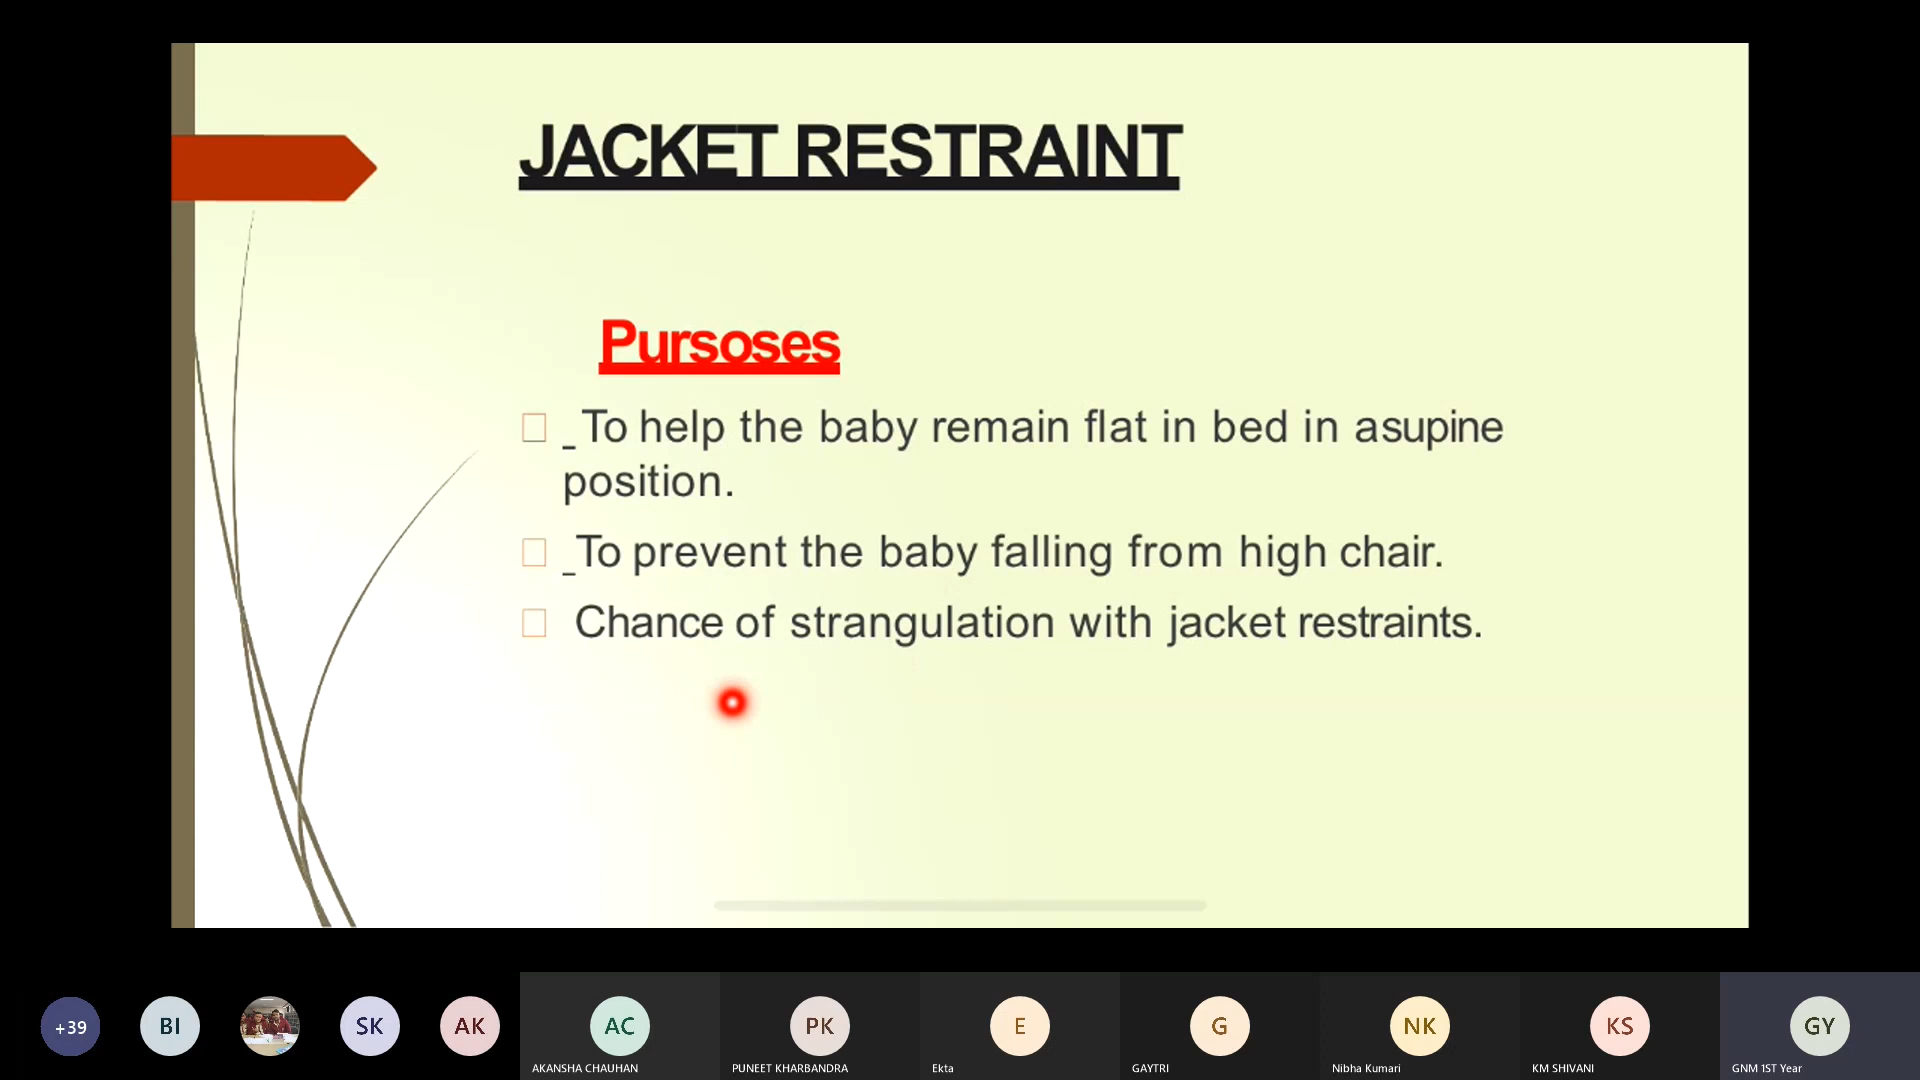 JACKET RESTRAINT
Pursoses
_To help the baby remain flat in bed in asupine
position.
_To prevent the baby falling from high chair.
Chance of strangulation with jacket restraints.
+39
BI
SK
AK
AC
PK
E
G
NK
KS
GY
AKANSHA CHAUHAN
PUNEET KHARBANDRA
Ekta
GAYTRI
Nibha Kumari
KM SHIVANI
GNM 1ST Year